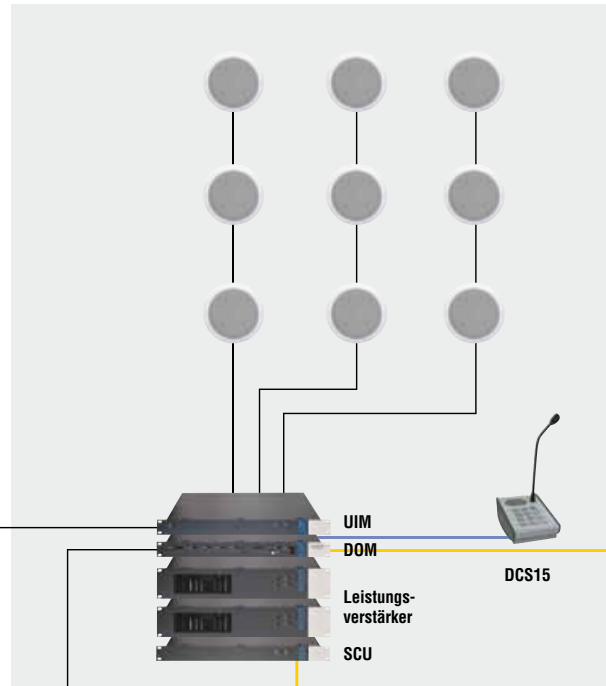 UIM
DOM
DCS15
Leistungs-
verstärker
SCU